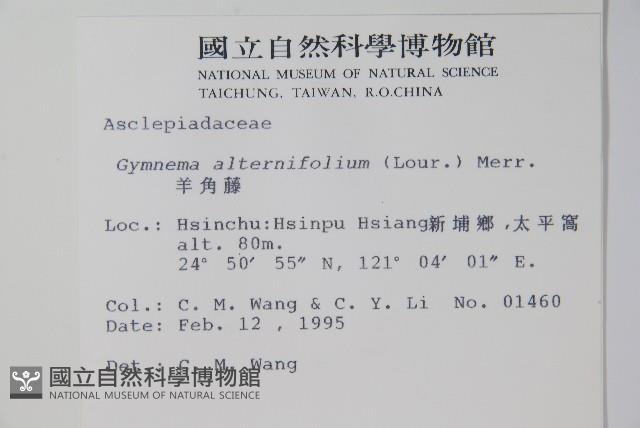 國立自然科學博物館
NATIONAL MUSEUM OF NATURAL SCIENCE
TAICHUNG, TAIWAN, R.O.CHINA
Asclepiadaceae
Gymnema alternifolium (Lour.) Merr.
羊角藤
Loc.: Hsinchu:Hsinpu Hsiang新埔鄉,太平窩
alt. 80m.
24° 50′ 55″ N, 121° 04′ 01″ E.
Col.: C. M. Wang & C. Y. Li No. 01460
Date: Feb. 12 , 1995
Det.: C. M. Wang
國立自然科學博物館
NATIONAL MUSEUM OF NATURAL SCIENCE